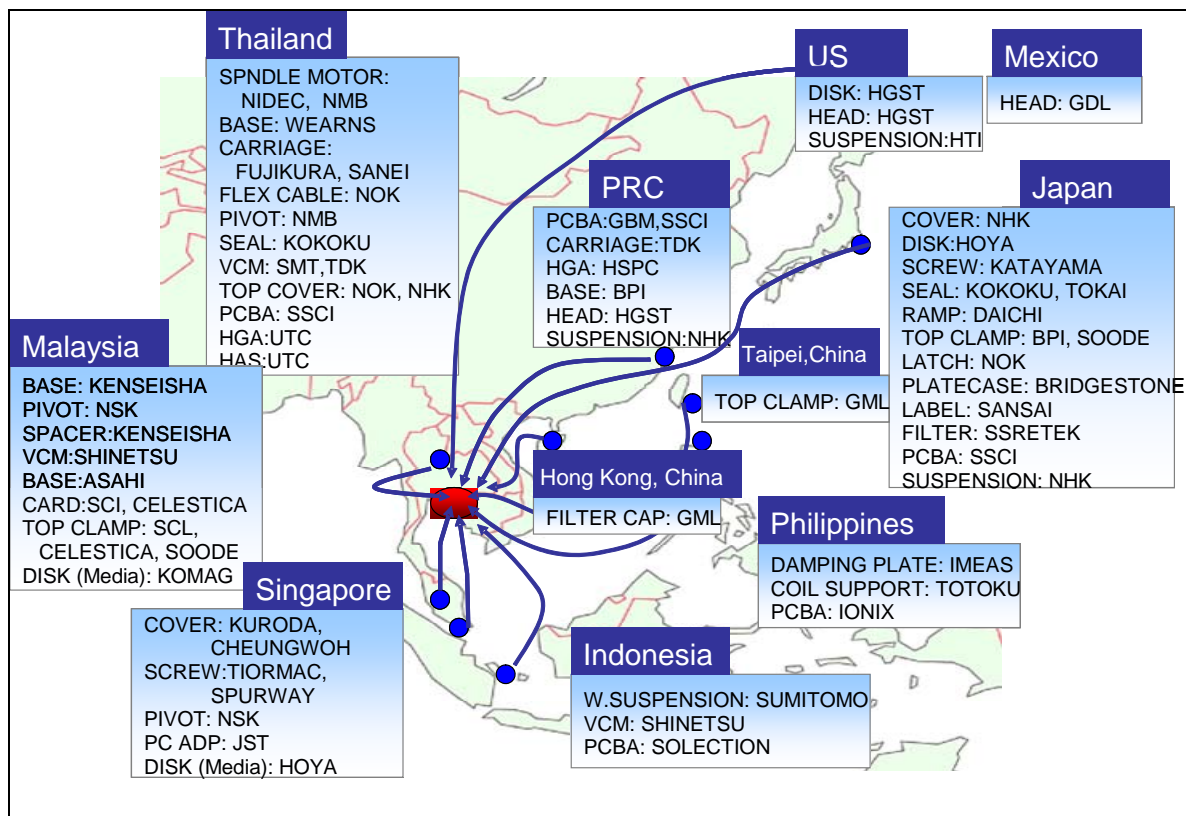 Thailand
SPNDLE MOTOR:
NIDEC, NMB
BASE: WEARNS
CARRIAGE:
FUJIKURA, SANEI
FLEX CABLE: NOK
PIVOT: NMB
SEAL: KOKOKU
VCM: SMT,TDK
TOP COVER: NOK, NHK
PCBA: SSCI
HGA:UTC
HAS:UTC
US
DISK: HGST
HEAD: HGST
SUSPENSION:HTI
Mexico
HEAD: GDL
PRC
PCBA:GBM,SSCI
CARRIAGE:TDK
HGA: HSPC
BASE: BPI
HEAD: HGST
SUSPENSION:NHK
Japan
COVER: NHK
DISK:HOYA
SCREW: KATAYAMA
SEAL: KOKOKU, TOKAI
RAMP: DAICHI
TOP CLAMP: BPI, SOODE
LATCH: NOK
PLATECASE: BRIDGESTONE
LABEL: SANSAI
FILTER: SSRETEK
PCBA: SSCI
SUSPENSION: NHK
Malaysia
BASE: KENSEISHA
PIVOT: NSK
SPACER:KENSEISHA
VCM:SHINETSU
BASE:ASAHI
CARD:SCI, CELESTICA
TOP CLAMP: SCL,
CELESTICA, SOODE
DISK (Media): KOMAG
Taipei,China
TOP CLAMP: GML
Hong Kong, China
FILTER CAP: GML
Philippines
DAMPING PLATE: IMEAS
COIL SUPPORT: TOTOKU
PCBA: IONIX
Singapore
COVER: KURODA,
CHEUNGWOH
SCREW:TIORMAC,
SPURWAY
PIVOT: NSK
PC ADP: JST
DISK (Media): HOYA
Indonesia
W.SUSPENSION: SUMITOMO
VCM: SHINETSU
PCBA: SOLECTION